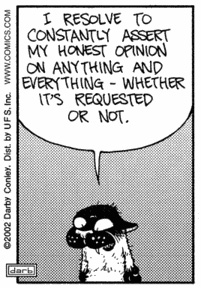 I RESOLVE TO
CONSTANTLY ASSERT
MY HONEST OPINION
ON ANYTHING AND
EVERYTHING - WHETHER
IT'S REQUESTED
OR NOT.
©2002 Darby Conley. Dist. by UFS, Inc. WWW.COMICS.COM
darb